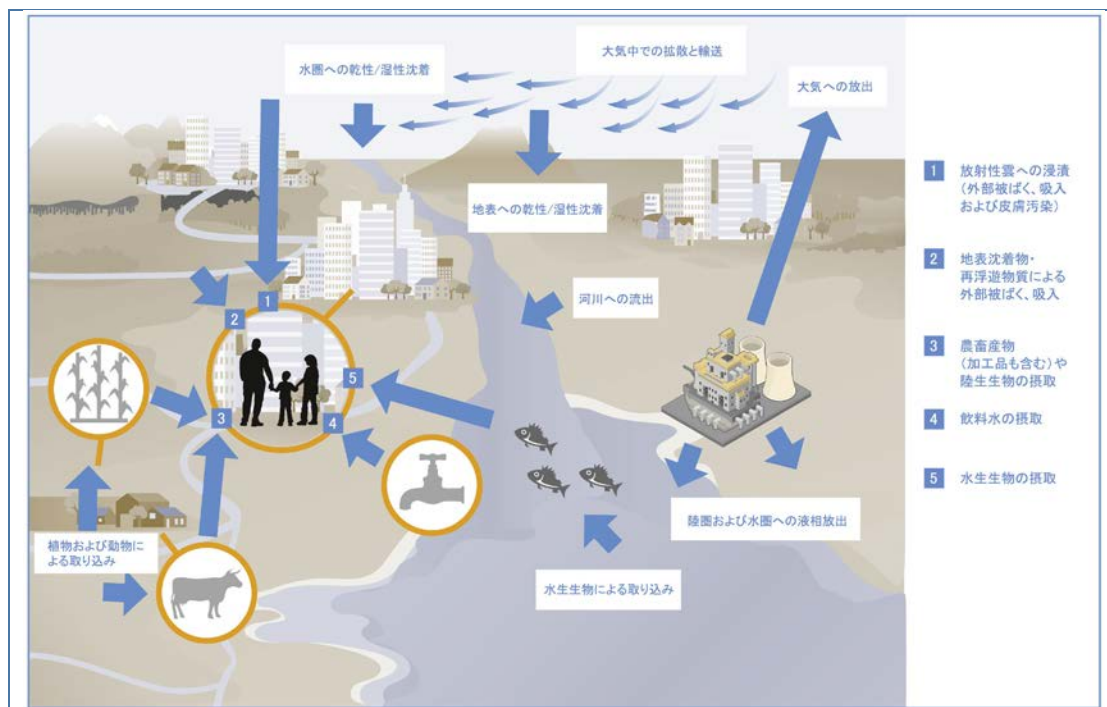 大気中での拡散と輸送
水圏への乾性/湿性沈着
大気への放出
地表への乾性/湿性沈着
河川への流出
1
2
3
4
5
植物および動物に
よる取り込み
陸圏および水圏への液相放出
水生生物による取り込み
1 放射性雲への浸漬
(外部被ばく、吸入
および皮膚汚染)
2 地表沈着物・
再浮遊物質による
外部被ばく、吸入
3 農畜産物
(加工品も含む)や
陸生生物の摂取
4 飲料水の摂取
5 水生生物の摂取